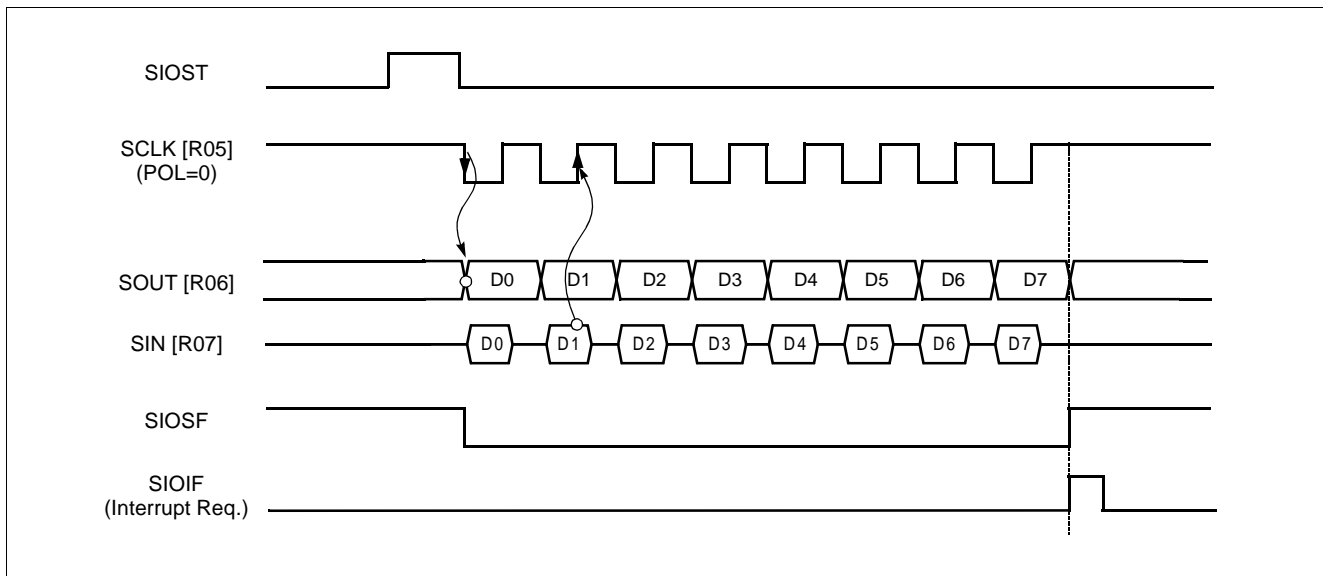 SIOST
SCLK [R05]
(POL=0)
SOUT [R06]
D0 D1 D2 D3 D4 D5 D6 D7
SIN [R07]
D0 D1 D2 D3 D4 D5 D6 D7
SIOSF
SIOIF
(Interrupt Req.)